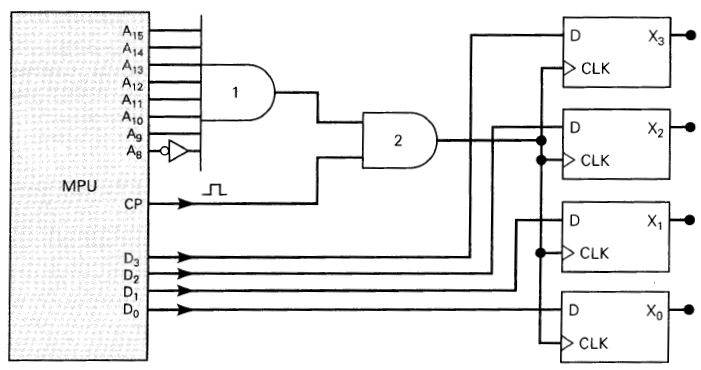 MPU
A15
A14
A13
A12
A11
A10
A9
A8
CP
D3
D2
D1
D0
1
2
D X3
CLK
D X2
CLK
D X1
CLK
D X0
CLK